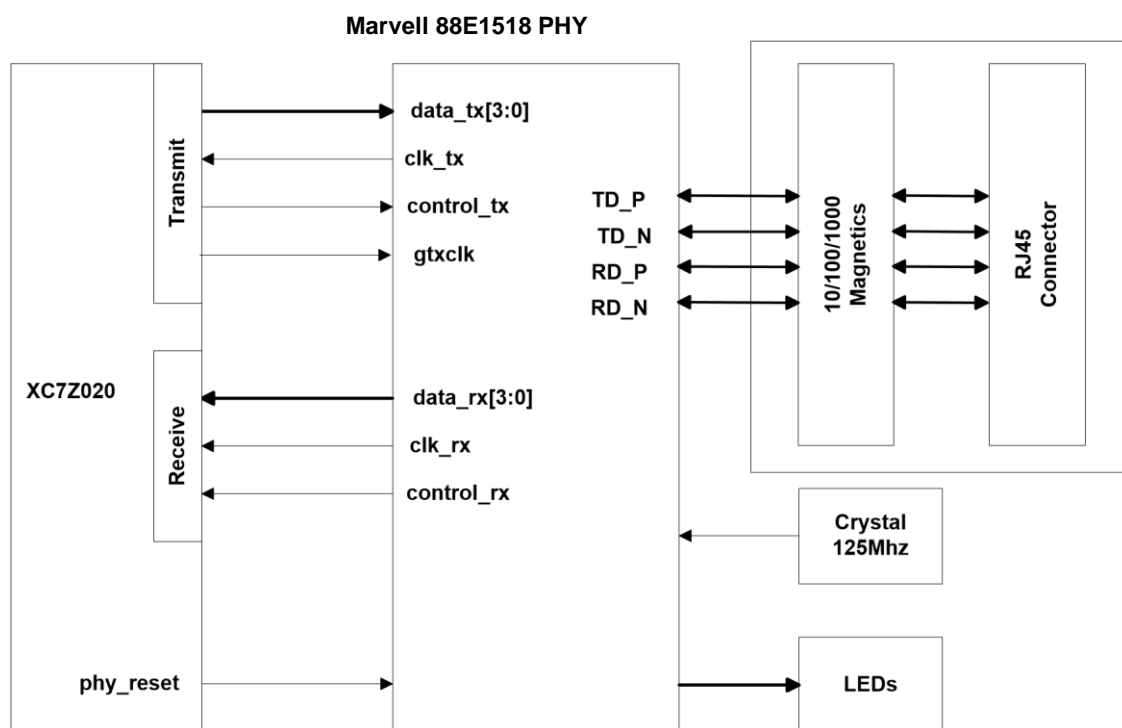 Marvell 88E1518 PHY
Transmit
data_tx[3:0]
clk_tx
control_tx
gtxclk
TD_P
TD_N
RD_P
RD_N
10/100/1000
Magnetics
RJ45
Connector
XC7Z020
Receive
data_rx[3:0]
clk_rx
control_rx
Crystal
125Mhz
phy_reset
LEDs